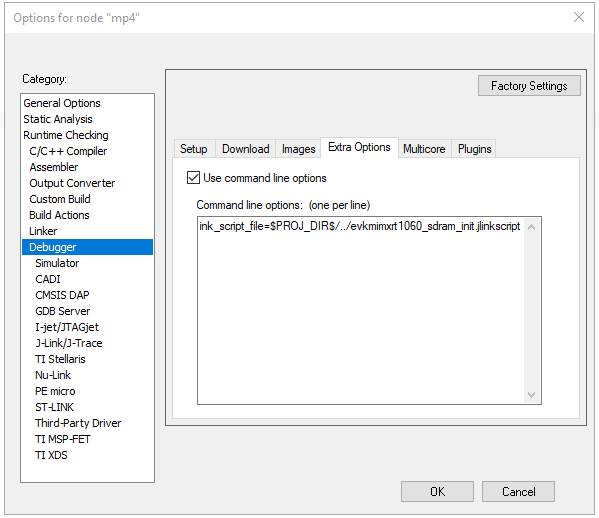 Options for node "mp4"
Category:
General Options
Static Analysis
Runtime Checking
C/C++ Compiler
Assembler
Output Converter
Custom Build
Build Actions
Linker
Debugger
Simulator
CADI
CMSIS DAP
GDB Server
I-jet/JTAGjet
J-Link/J-Trace
TI Stellaris
Nu-Link
PE micro
ST-LINK
Third-Party Driver
TI MSP-FET
TI XDS
Factory Settings
Setup Download Images Extra Options Multicore Plugins
Use command line options
Command line options: (one per line)
ink_script_file=$PROJ_DIR$/../evkmimxrt1060_sdram_init.jlinkscript
OK Cancel